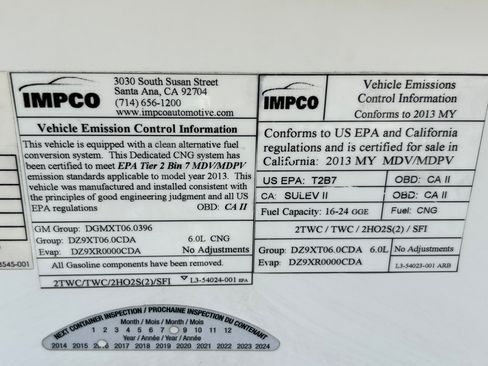 3030 South Susan Street
Santa Ana, CA 92704
(714) 656-1200
www.impcoautomotive.com
IMPCO
Vehicle Emission Control Information
This vehicle is equipped with a clean alternative fuel
conversion system. This Dedicated CNG system has
been certified to meet EPA Tier 2 Bin 7 MDV/MDPV
emission standards applicable to model year 2013. This
vehicle was manufactured and installed consistent with
the principles of good engineering judgment and all US
EPA regulations OBD: CA II
GM Group: DGMXT06.0396
Group: DZ9XT06.0CDA 6.0L CNG
Evap: DZ9XR0000CDA No Adjustments
All Gasoline components have been removed.
2TWC/TWC/2HO2S(2)/SFI L3-54024-001 EPA
IMPCO
Vehicle Emissions
Control Information
Conforms to 2013 MY
Conforms to US EPA and California
regulations and is certified for sale in
California: 2013 MY MDV/MDPV
US EPA: T2B7 OBD: CA II
CA: SULEV II OBD: CA II
Fuel Capacity: 16-24 GGE Fuel: CNG
2TWC / TWC / 2HO2S(2) / SFI
Group: DZ9XT06.0CDA 6.0L
Evap: DZ9XR0000CDA No Adjustments
L3-54023-001 ARB
8545-001
NEXT CONTAINER INSPECTION / PROCHAINE INSPECTION DU CONTENANT
Month / Mois
1 2 3 4 5 6 7 8 9 10 11 12
Year / Année
2014 2015 2016 2017 2018 2019 2020 2021 2022 2023 2024